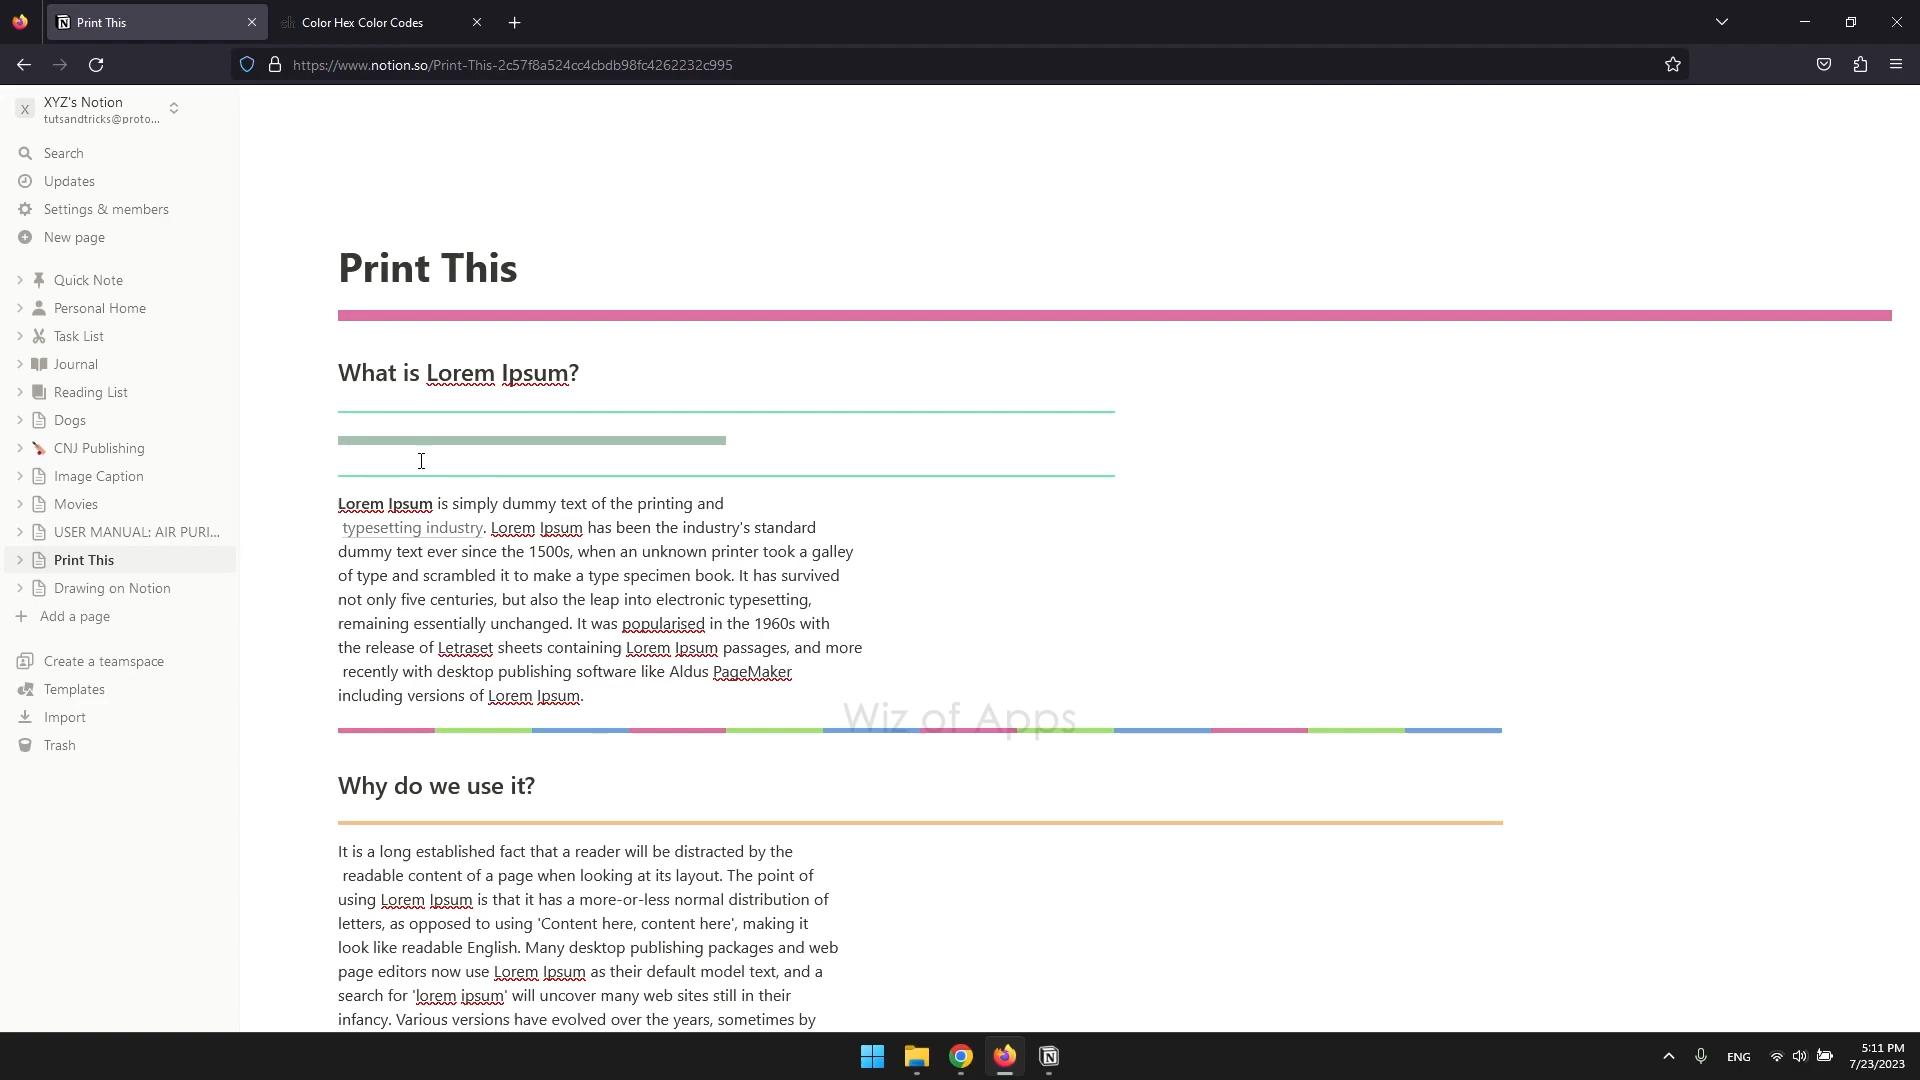 Print This
Color Hex Color Codes
https://www.notion.so/Print-This-2c57f8a524cc4cbdb98fc4262232c995
X
XYZ's Notion
tutsandtricks@proto...
Search
Updates
Settings & members
New page
Quick Note
Personal Home
Task List
Journal
Reading List
Dogs
CNJ Publishing
Image Caption
Movies
USER MANUAL: AIR PURI...
Print This
Drawing on Notion
Add a page
Create a teamspace
Templates
Import
Trash
Print This
What is Lorem Ipsum?
Lorem Ipsum is simply dummy text of the printing and
typesetting industry. Lorem Ipsum has been the industry's standard
dummy text ever since the 1500s, when an unknown printer took a galley
of type and scrambled it to make a type specimen book. It has survived
not only five centuries, but also the leap into electronic typesetting,
remaining essentially unchanged. It was popularised in the 1960s with
the release of Letraset sheets containing Lorem Ipsum passages, and more
recently with desktop publishing software like Aldus PageMaker
including versions of Lorem Ipsum.
Wiz of Apps
Why do we use it?
It is a long established fact that a reader will be distracted by the
readable content of a page when looking at its layout. The point of
using Lorem Ipsum is that it has a more-or-less normal distribution of
letters, as opposed to using 'Content here, content here', making it
look like readable English. Many desktop publishing packages and web
page editors now use Lorem Ipsum as their default model text, and a
search for 'lorem ipsum' will uncover many web sites still in their
infancy. Various versions have evolved over the years, sometimes by
ENG
5:11 PM
7/23/2023